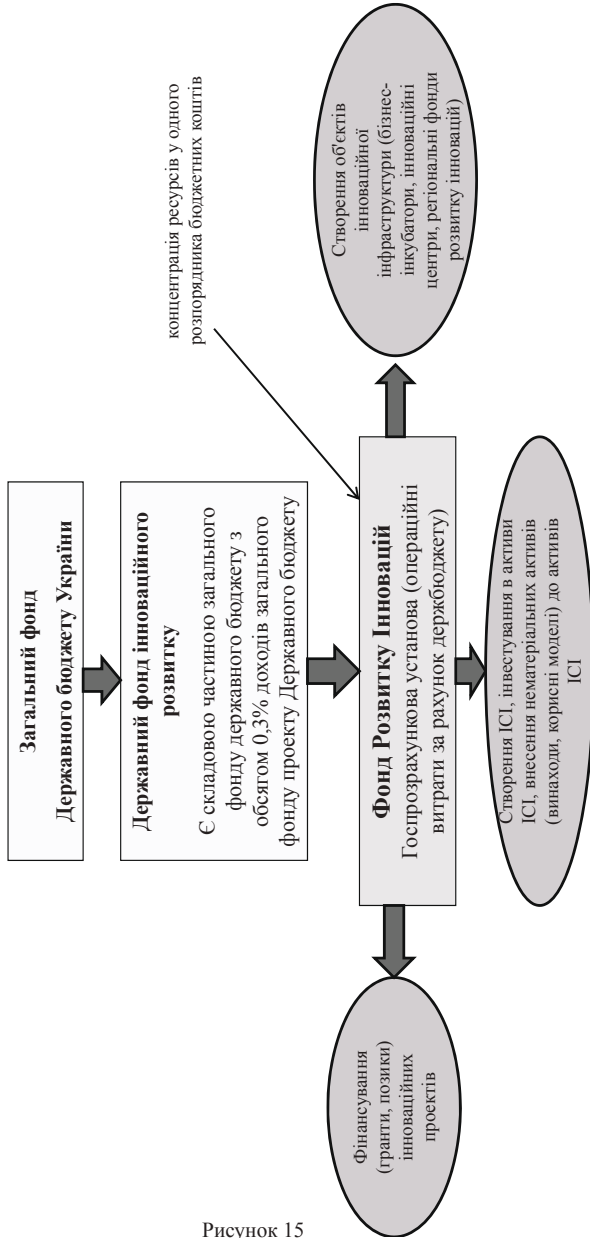 Загальний фонд
Державного бюджету України
Державний фонд інноваційного
розвитку
Є складовою частиною загального
фонду державного бюджету з
обсягом 0,3% доходів загального
фонду проекту Державного бюджету
концентрація ресурсів у одного
розпорядника бюджетних коштів
Фонд Розвитку Інновацій
Госпрозрахункова установа (операційні
витрати за рахунок держбюджету)
Фінансування
(гранти, позики)
інноваційних
проектів
Створення ІСІ, інвестування в активи
ІСІ, внесення нематеріальних активів
(винаходи, корисні моделі) до активів
ІСІ
Створення об'єктів
інноваційної
інфраструктури (бізнес-
інкубатори, інноваційні
центри, регіональні фонди
розвитку інновацій)
Рисунок 15